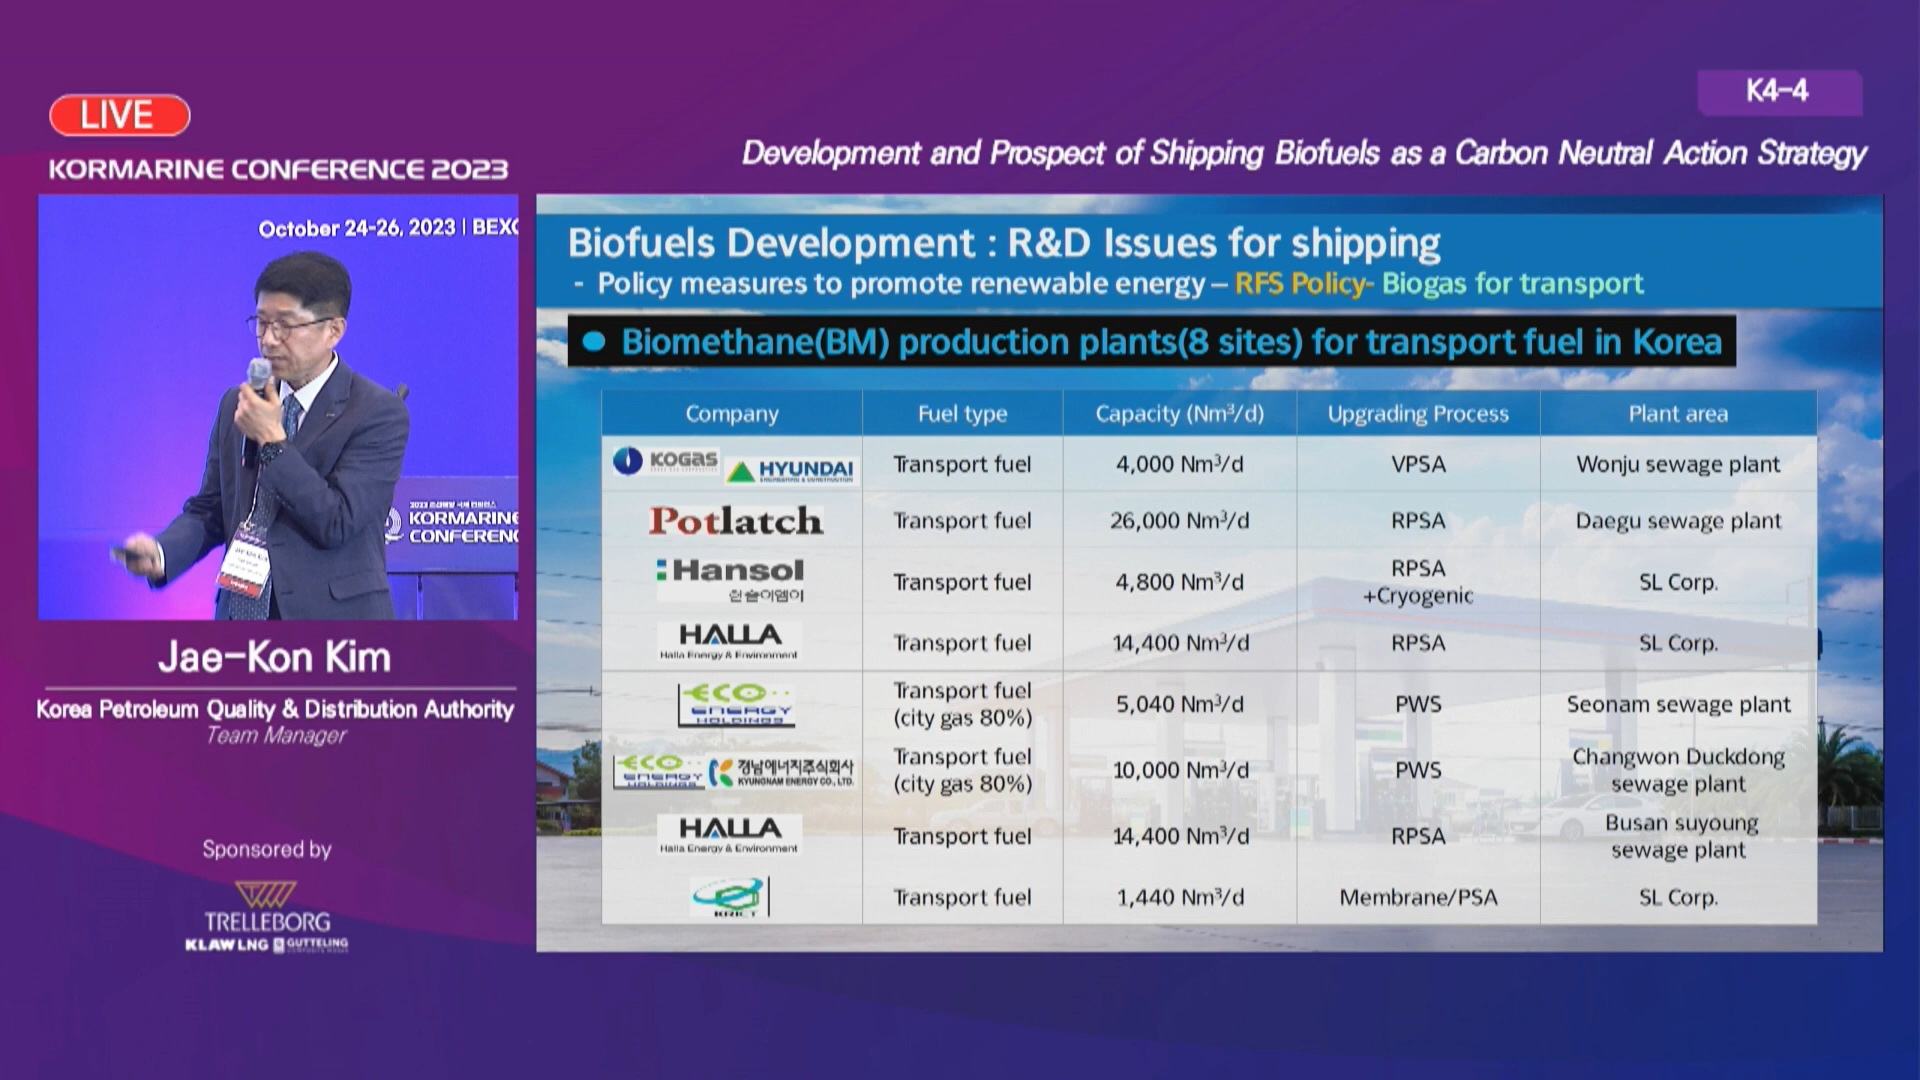 LIVE
K4-4
KORMARINE CONFERENCE 2023
Development and Prospect of Shipping Biofuels as a Carbon Neutral Action Strategy
October 24-26, 2023 | BEXC
KORMARINE
CONFEREN
Jae-Kon Kim
Korea Petroleum Quality & Distribution Authority
Team Manager
Sponsored by
TRELLEBORG
KLAW LNG GUTTELING
Biofuels Development : R&D Issues for shipping
- Policy measures to promote renewable energy – RFS Policy- Biogas for transport
● Biomethane(BM) production plants(8 sites) for transport fuel in Korea
Company Fuel type Capacity (Nm³/d) Upgrading Process Plant area
KOGAS HYUNDAI ENGINEERING & CONSTRUCTION Transport fuel 4,000 Nm³/d VPSA Wonju sewage plant
Potlatch Transport fuel 26,000 Nm³/d RPSA Daegu sewage plant
Hansol 한솔이엠이 Transport fuel 4,800 Nm³/d RPSA +Cryogenic SL Corp.
HALLA Halla Energy & Environment Transport fuel 14,400 Nm³/d RPSA SL Corp.
ECO ENERGY HOLDINGS Transport fuel (city gas 80%) 5,040 Nm³/d PWS Seonam sewage plant
ECO ENERGY HOLDINGS 경남에너지주식회사 KYUNGNAM ENERGY CO., LTD. Transport fuel (city gas 80%) 10,000 Nm³/d PWS Changwon Duckdong sewage plant
HALLA Halla Energy & Environment Transport fuel 14,400 Nm³/d RPSA Busan suyoung sewage plant
KRICT Transport fuel 1,440 Nm³/d Membrane/PSA SL Corp.